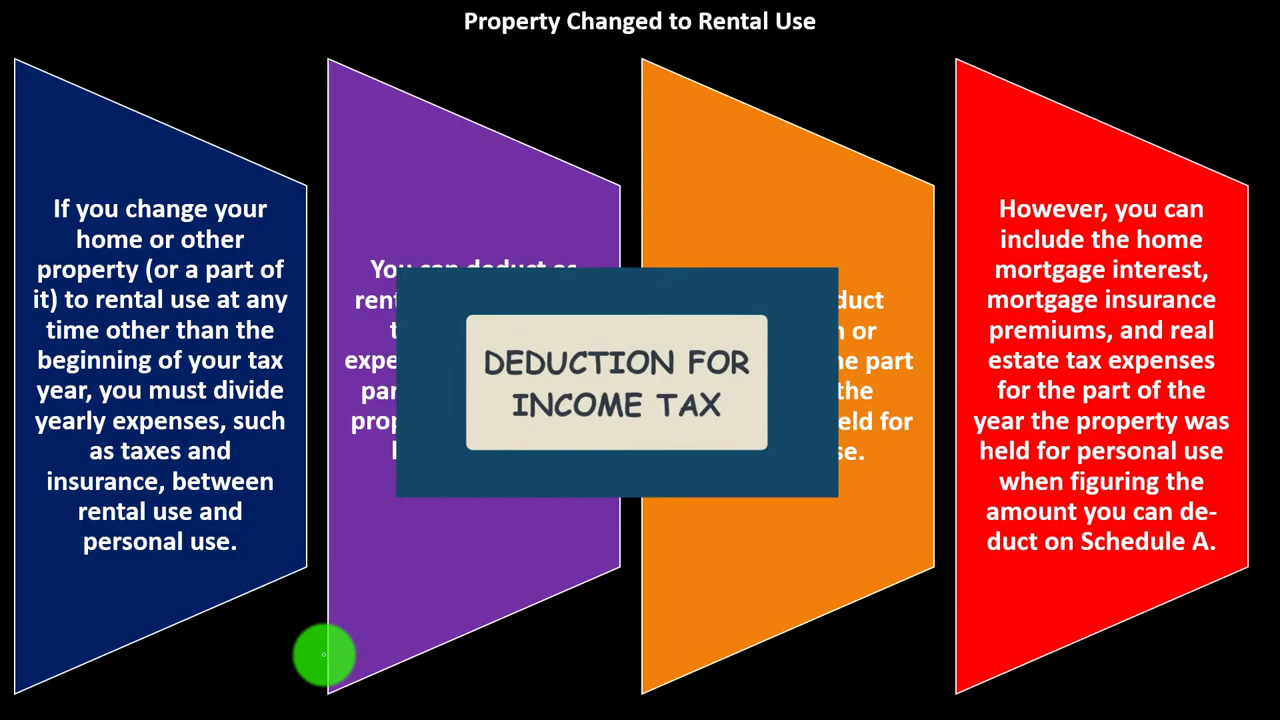 Property Changed to Rental Use
If you change your
home or other
property (or a part of
it) to rental use at any
time other than the
beginning of your tax
year, you must divide
yearly expenses, such
as taxes and
insurance, between
rental use and
personal use.
You can deduct as
DEDUCTION FOR
INCOME TAX
However, you can
include the home
mortgage interest,
mortgage insurance
premiums, and real
estate tax expenses
for the part of the
year the property was
held for personal use
when figuring the
amount you can de-
duct on Schedule A.